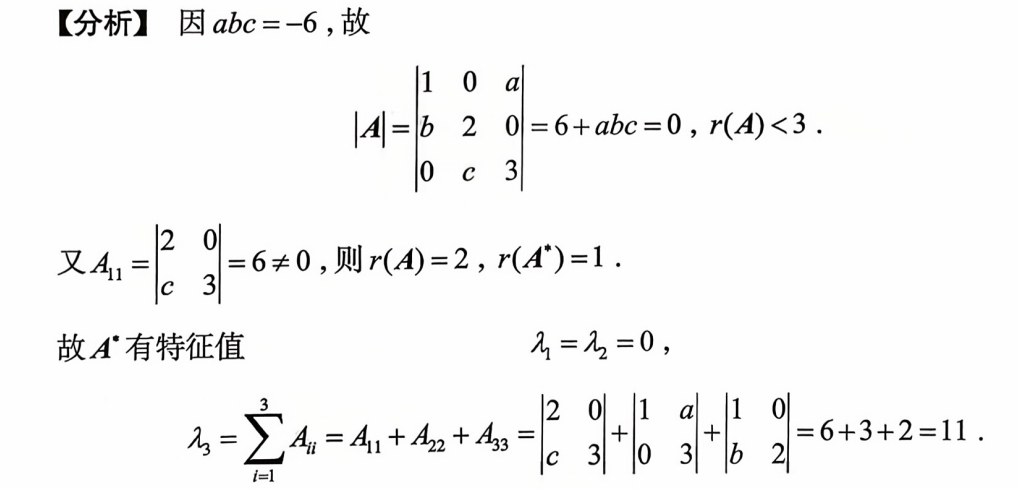 【分析】 因 abc = −6 , 故
|A| = |1 0 a; b 2 0; 0 c 3| = 6 + abc = 0 , r(A) < 3 .
又 A₁₁ = |2 0; c 3| = 6 ≠ 0 , 则 r(A) = 2 , r(A*) = 1 .
故 A* 有特征值 λ₁ = λ₂ = 0 ,
λ₃ = ∑_{i=1}^{3} A_{ii} = A₁₁ + A₂₂ + A₃₃ = |2 0; c 3| + |1 a; 0 3| + |1 0; b 2| = 6 + 3 + 2 = 11 .